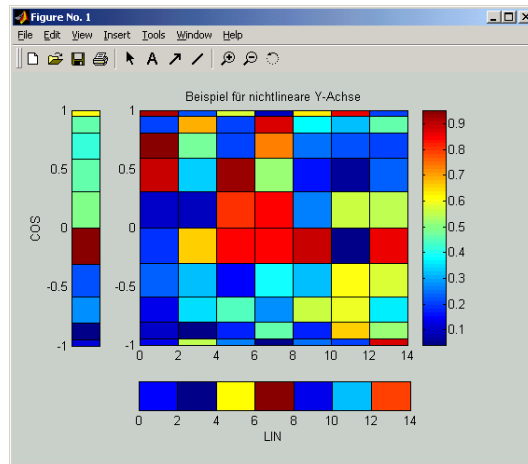 Figure No. 1
File Edit View Insert Tools Window Help
A
Beispiel für nichtlineare Y-Achse
1
0.5
0
-0.5
-1
COS
1
0.5
0
-0.5
-1
0 2 4 6 8 10 12 14
0.9
0.8
0.7
0.6
0.5
0.4
0.3
0.2
0.1
0 2 4 6 8 10 12 14
LIN